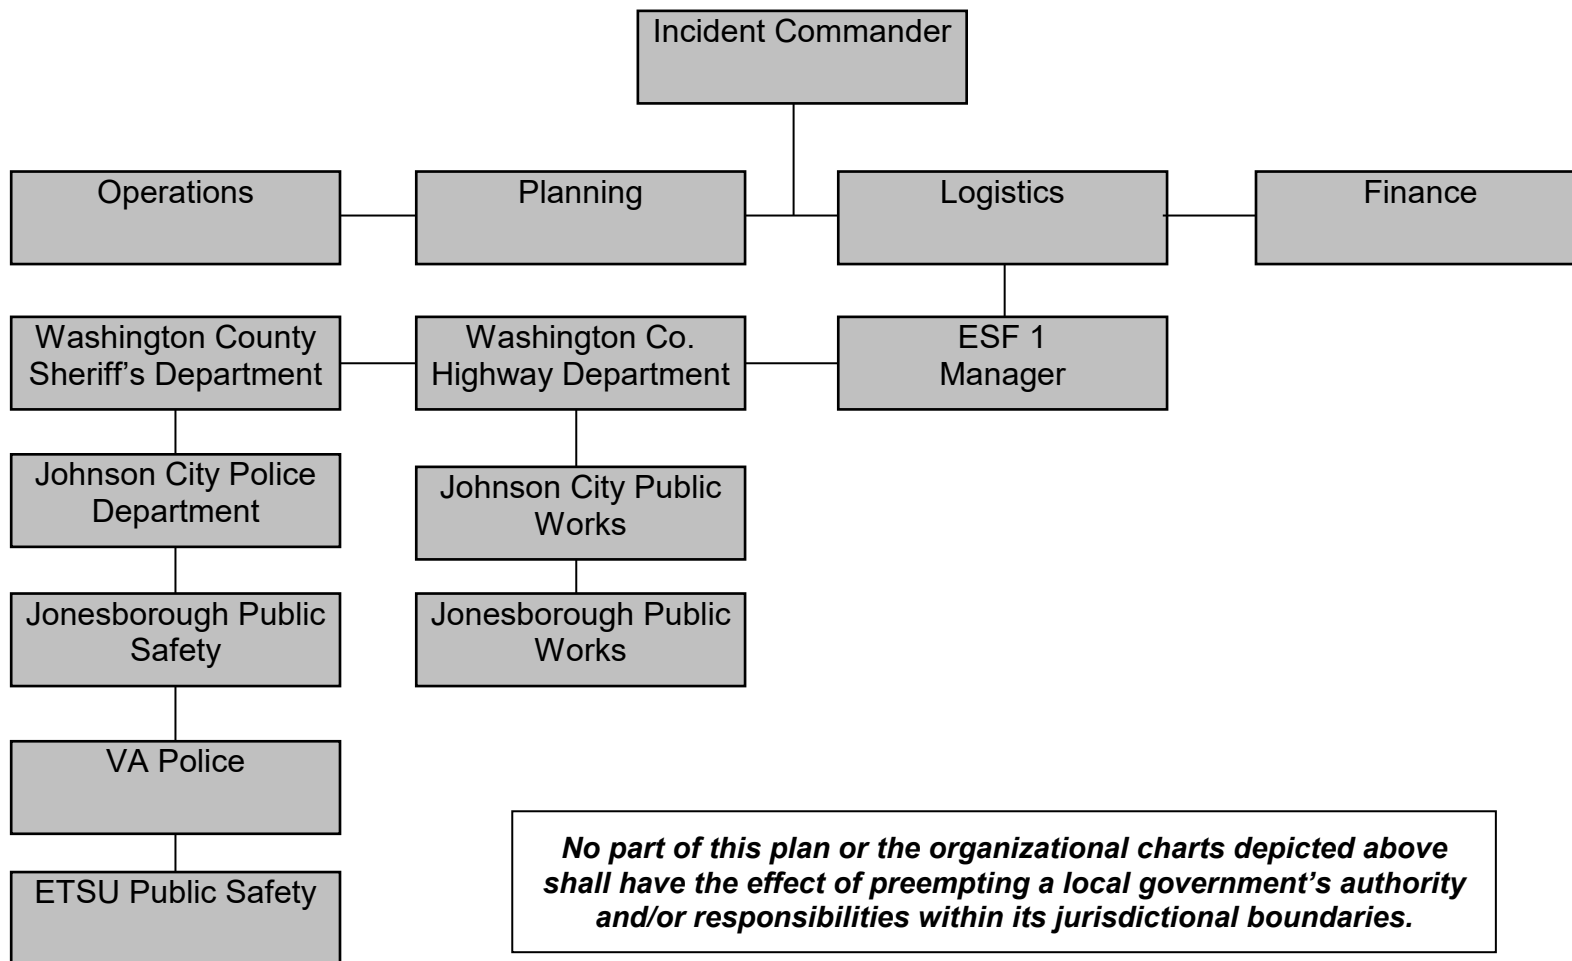 Incident Commander
Operations
Planning
Logistics
Finance
Washington County
Sheriff’s Department
Washington Co.
Highway Department
ESF 1
Manager
Johnson City Police
Department
Johnson City Public
Works
Jonesborough Public
Safety
Jonesborough Public
Works
VA Police
ETSU Public Safety
No part of this plan or the organizational charts depicted above
shall have the effect of preempting a local government’s authority
and/or responsibilities within its jurisdictional boundaries.